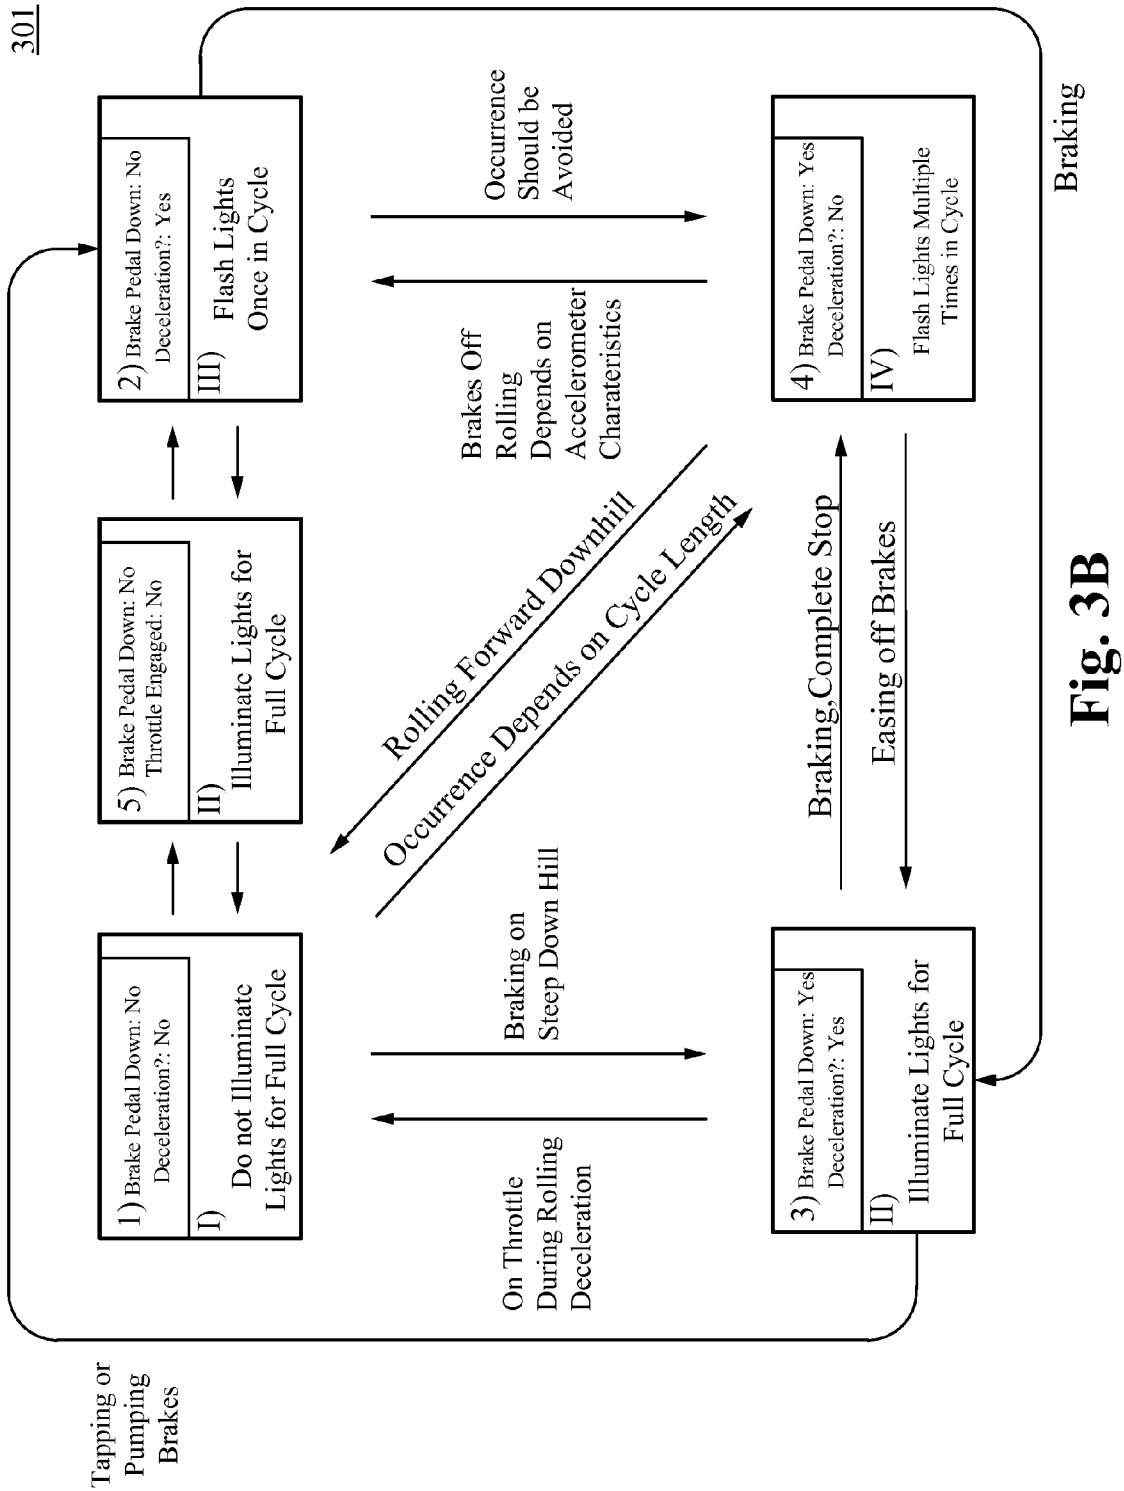 301
Tapping or
Pumping
Brakes
1) Brake Pedal Down: No
Deceleration?: No
I)
Do not Illuminate
Lights for Full Cycle
5) Brake Pedal Down: No
Throttle Engaged: No
II)
Illuminate Lights for
Full Cycle
2) Brake Pedal Down: No
Deceleration?: Yes
III)
Flash Lights
Once in Cycle
On Throttle
During Rolling
Deceleration
Braking on
Steep Down Hill
Rolling Forward Downhill
Occurrence Depends on Cycle Length
Brakes Off
Rolling
Depends on
Accelerometer
Charateristics
Occurrence
Should be
Avoided
3) Brake Pedal Down: Yes
Deceleration?: Yes
II)
Illuminate Lights for
Full Cycle
Braking,Complete Stop
Easing off Brakes
4) Brake Pedal Down: Yes
Deceleration?: No
IV)
Flash Lights Multiple
Times in Cycle
Braking
Fig. 3B